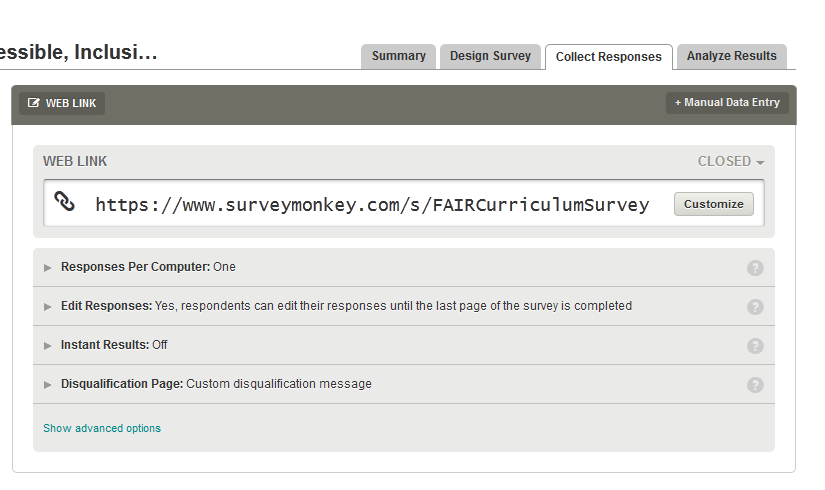 essible, Inclusi...
Summary
Design Survey
Collect Responses
Analyze Results
WEB LINK
+ Manual Data Entry
WEB LINK
CLOSED
https://www.surveymonkey.com/s/FAIRCurriculumSurvey
Customize
Responses Per Computer: One
?
Edit Responses: Yes, respondents can edit their responses until the last page of the survey is completed
?
Instant Results: Off
?
Disqualification Page: Custom disqualification message
?
Show advanced options